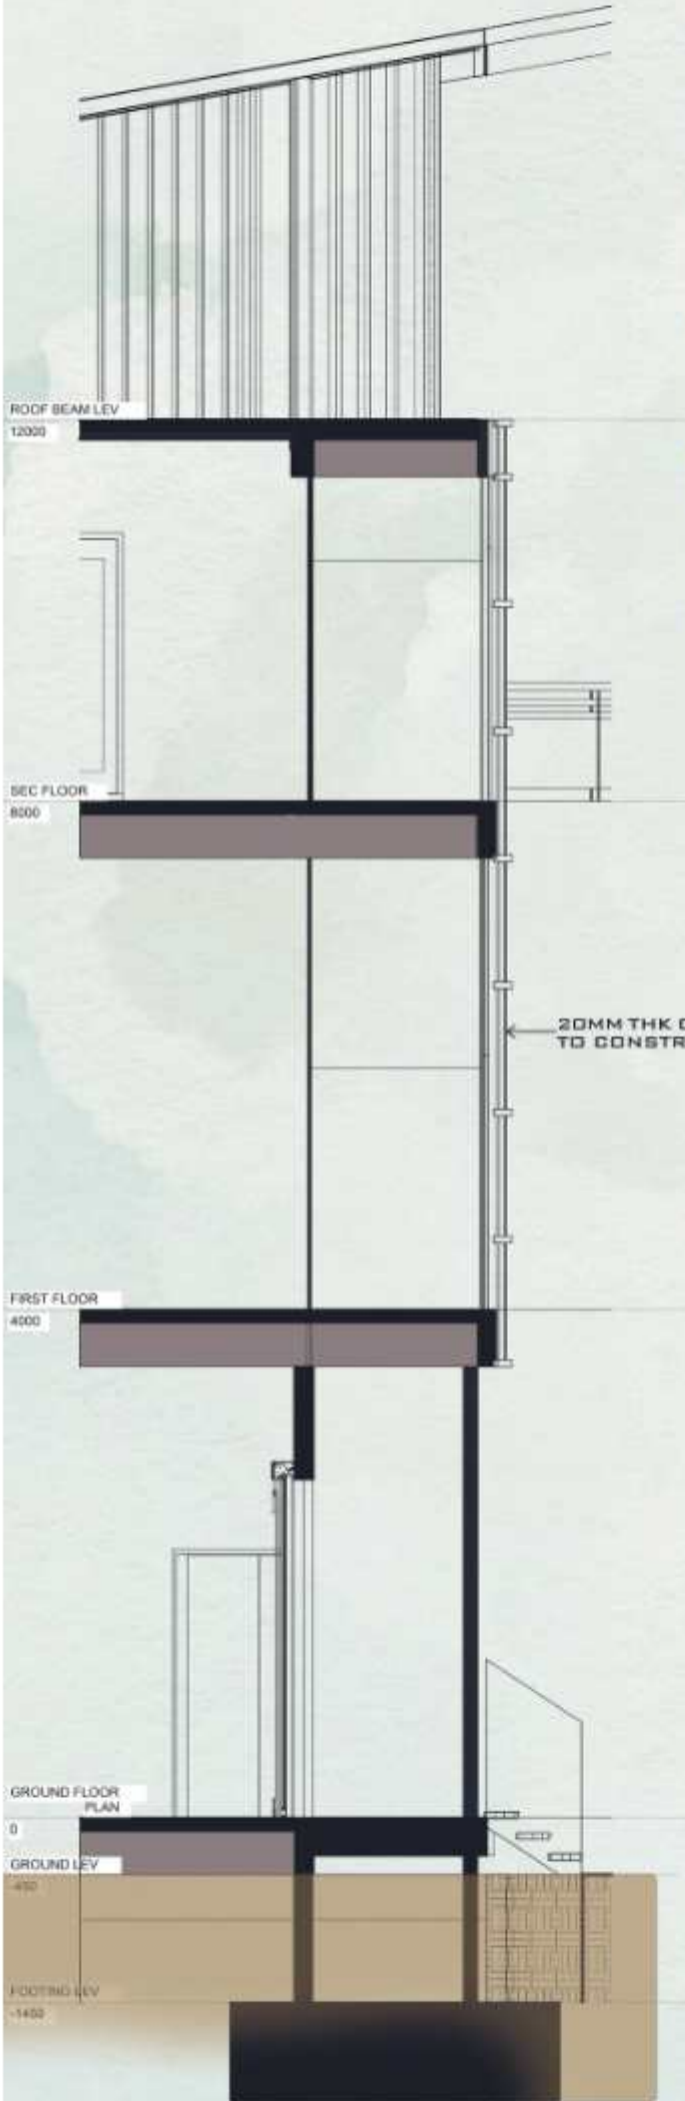 ROOF BEAM LEV
12000
SEC FLOOR
8000
20MM THK
TO CONSTR
FIRST FLOOR
4000
GROUND FLOOR
PLAN
0
GROUND LEV
-450
FOOTING LEV
-1450